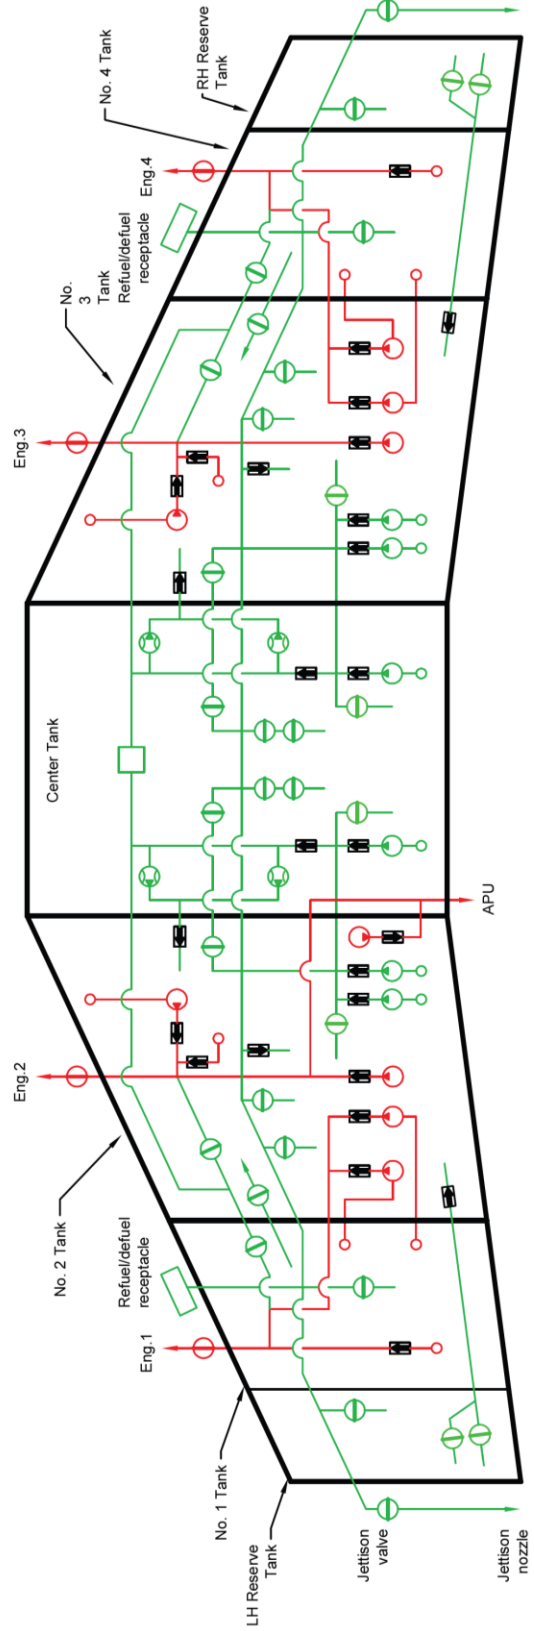 LH Reserve
Tank
No. 1 Tank
No. 2 Tank
Refuel/defuel
receptacle
Eng.1
Eng.2
Jettison
valve
Jettison
nozzle
Center Tank
APU
Eng.3
No.
3 Tank
Refuel/defuel
receptacle
Eng.4
No. 4 Tank
RH Reserve
Tank